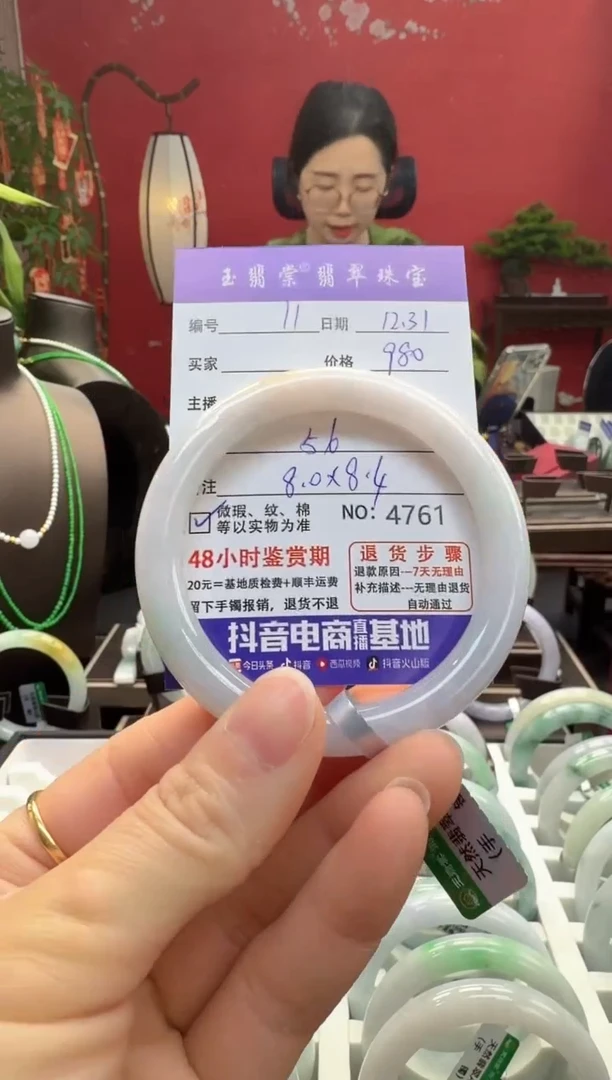 玉翡棠©翡翠珠宝
编号 11 日期 12.31
买家 价格 980
主播
56
注 8.0×8.4
✓ 微瑕、纹、棉
等以实物为准
NO: 4761
48小时鉴赏期
20元=基地质检费+顺丰运费
留下手镯报销，退货不退
退货步骤
退款原因---7天无理由
补充描述---无理由退货
自动通过
抖音电商直播基地
今日头条 抖音 西瓜视频 抖音火山版
天然翡翠
(手